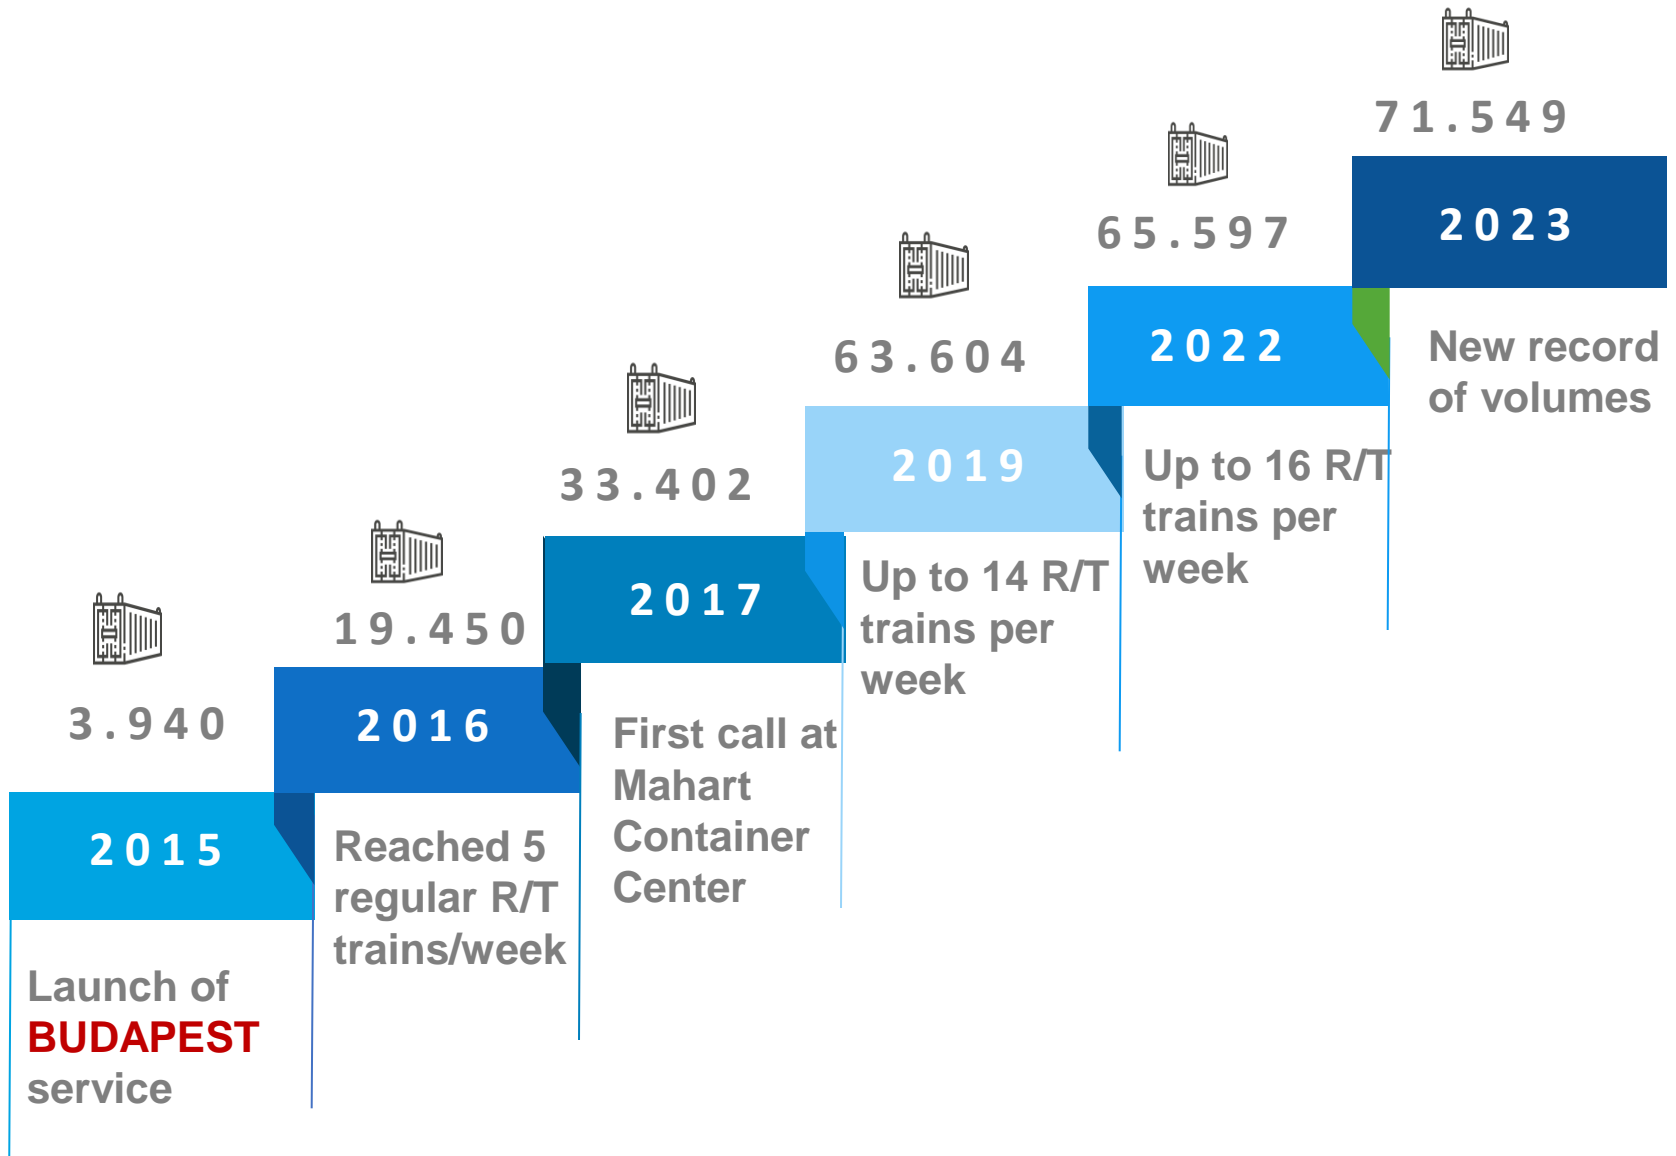 3.940
2015
Launch of
BUDAPEST
service
19.450
2016
Reached 5
regular R/T
trains/week
33.402
2017
First call at
Mahart
Container
Center
63.604
2019
Up to 14 R/T
trains per
week
65.597
2022
Up to 16 R/T
trains per
week
71.549
2023
New record
of volumes